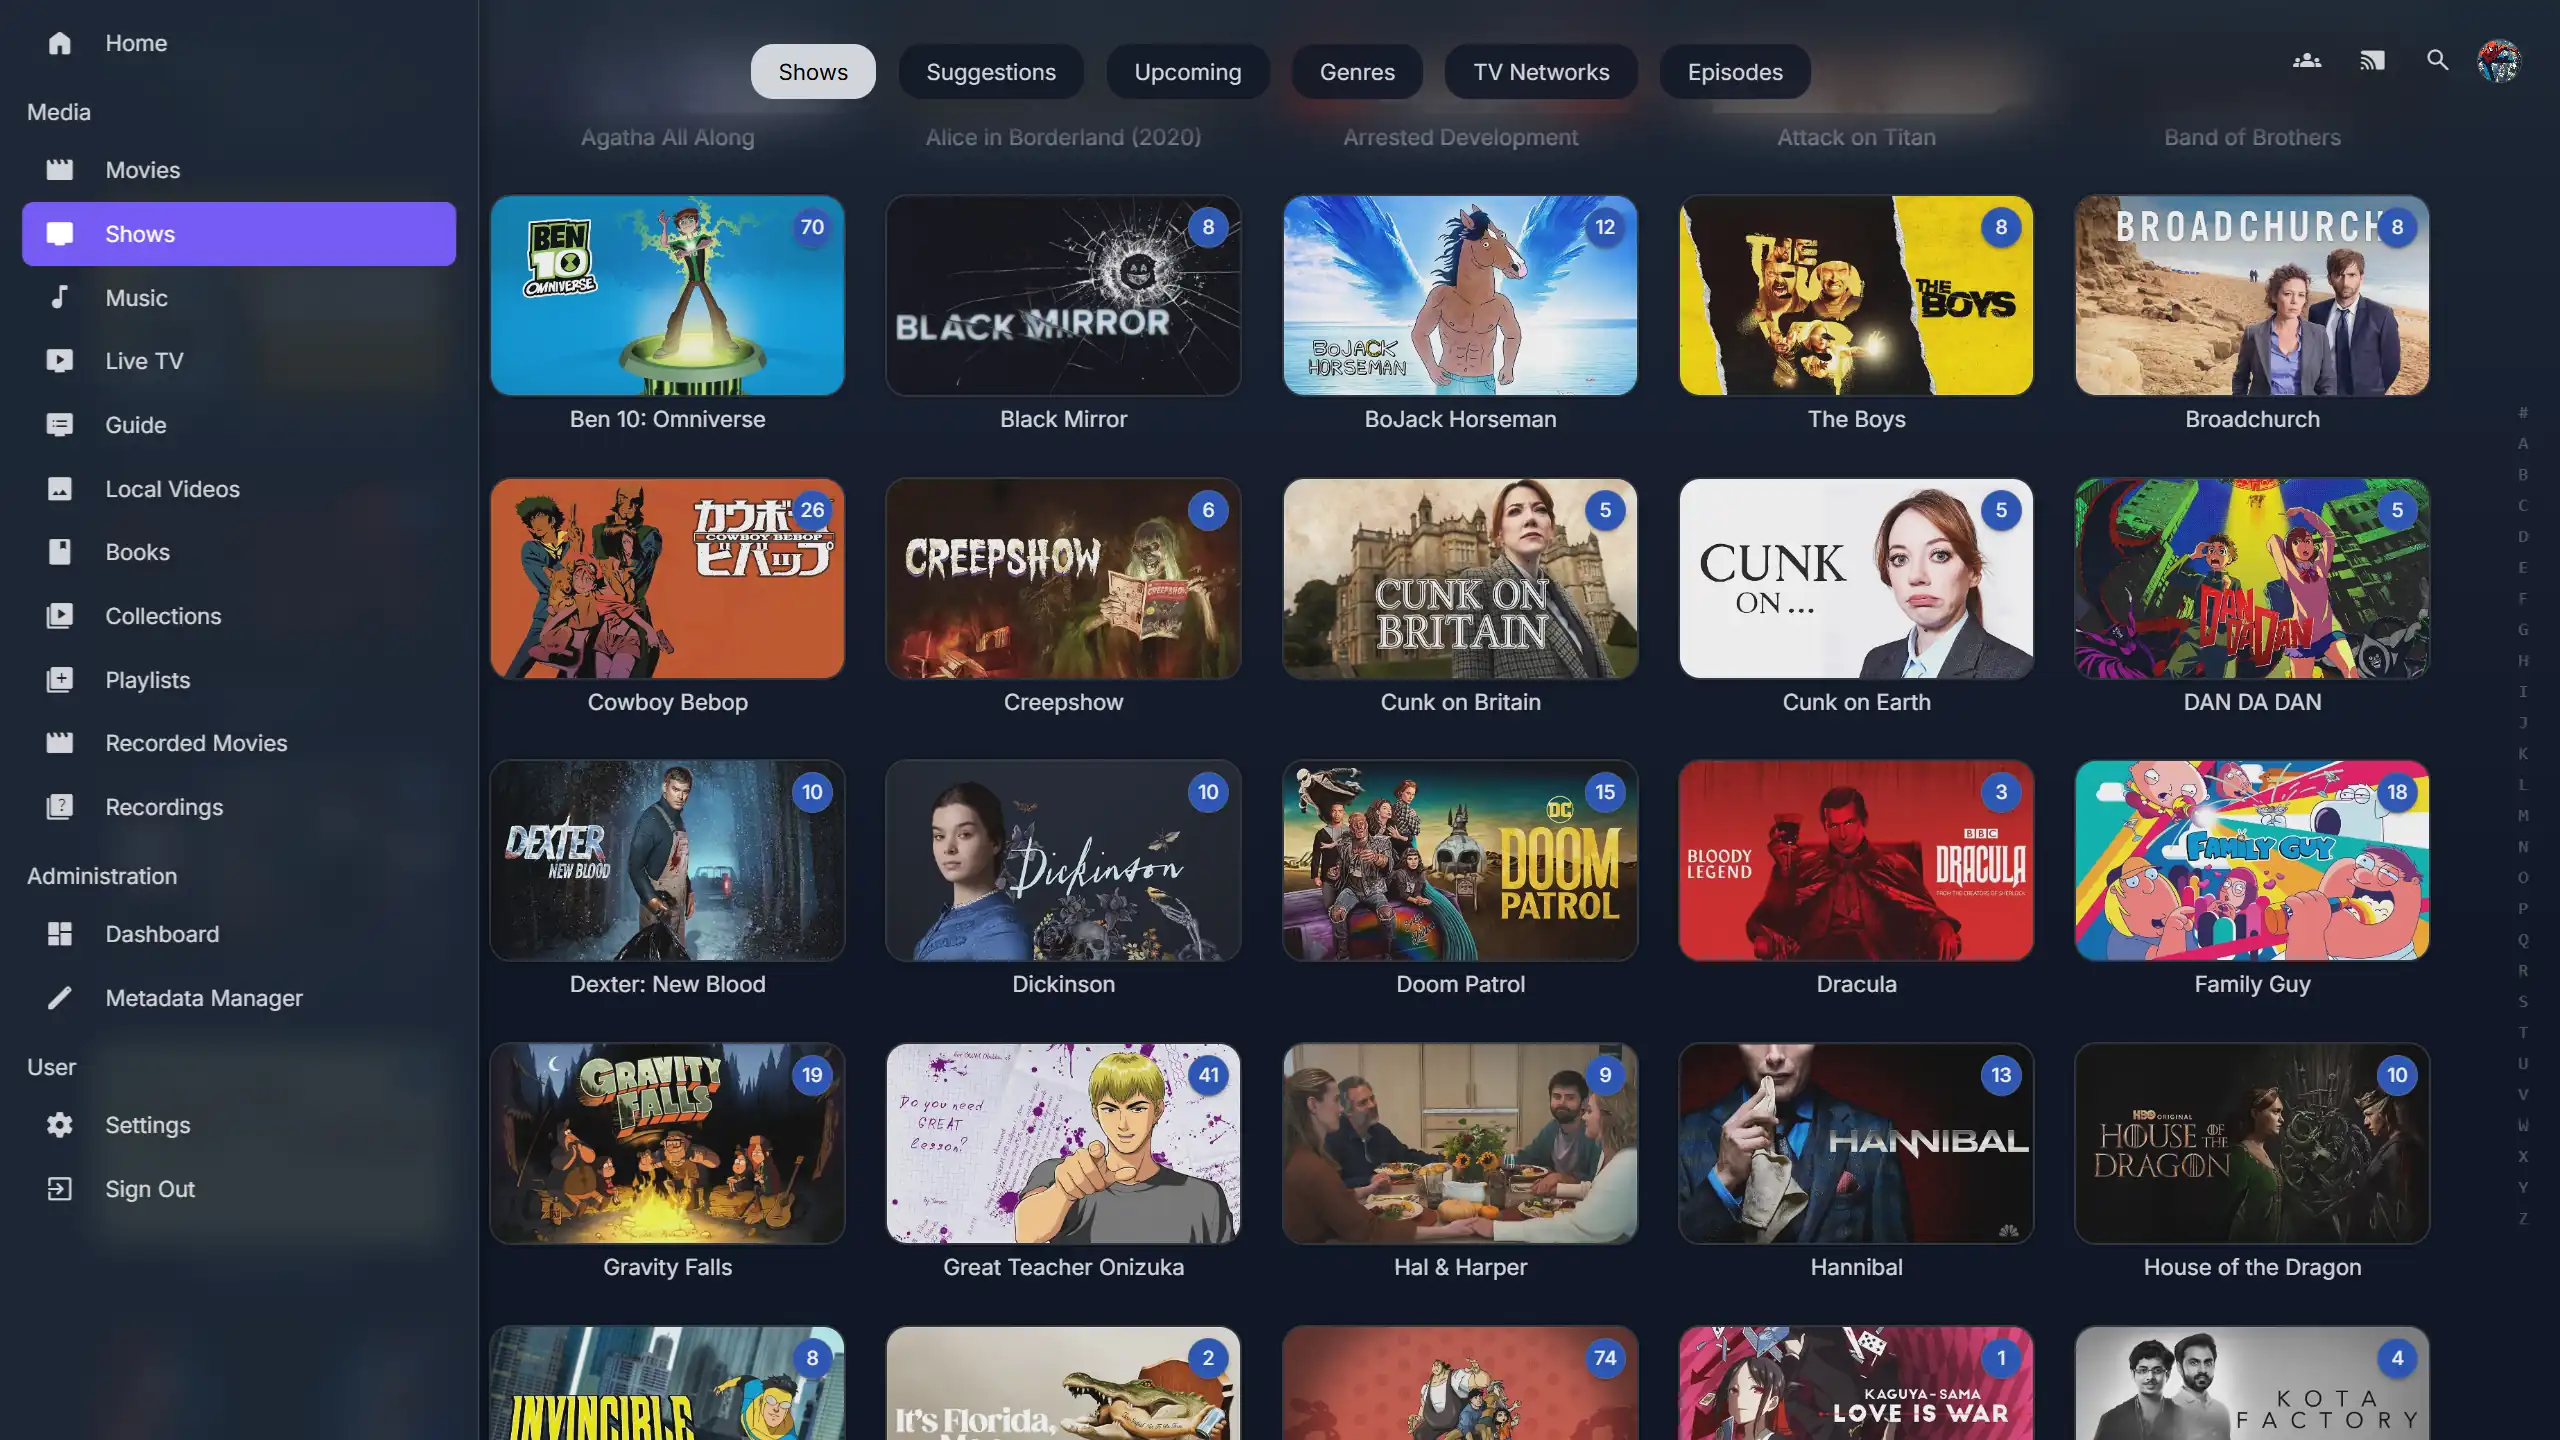 Home
Media
Movies
Shows
Music
Live TV
Guide
Local Videos
Books
Collections
Playlists
Recorded Movies
Recordings
Administration
Dashboard
Metadata Manager
User
Settings
Sign Out
Shows
Suggestions
Upcoming
Genres
TV Networks
Episodes
Agatha All Along
Alice in Borderland (2020)
Arrested Development
Attack on Titan
Band of Brothers
BEN
10
OMNIVERSE
70
Ben 10: Omniverse
BLACK MIRROR
8
Black Mirror
BOJACK
HORSEMAN
12
BoJack Horseman
THE
BOYS
8
The Boys
BROADCHURCH
8
Broadchurch
カウボーイ
COWBOY BEBOP
ビバップ
26
Cowboy Bebop
CREEPSHOW
CREEPSHOW
6
Creepshow
CUNK ON
BRITAIN
5
Cunk on Britain
CUNK
ON ...
5
Cunk on Earth
DAN
DADAN
5
DAN DA DAN
DEXTER
NEW BLOOD
10
Dexter: New Blood
Dickinson
10
Dickinson
DC
DOOM
PATROL
15
Doom Patrol
BLOODY
LEGEND
BBC
DRACULA
FROM THE CREATORS OF SHERLOCK
3
Dracula
FAMILY GUY
18
Family Guy
GRAVITY
FALLS
19
Gravity Falls
Do you need
GREAT
lesson?
41
Great Teacher Onizuka
9
Hal & Harper
HANNIBAL
13
Hannibal
HBO ORIGINAL
HOUSE OF THE
DRAGON
10
House of the Dragon
INVINCIBLE
8
It's Florida,
2
74
KAGUYA-SAMA
LOVE IS WAR
1
KOTA
FACTORY
4
#
A
B
C
D
E
F
G
H
I
J
K
L
M
N
O
P
Q
R
S
T
U
V
W
X
Y
Z